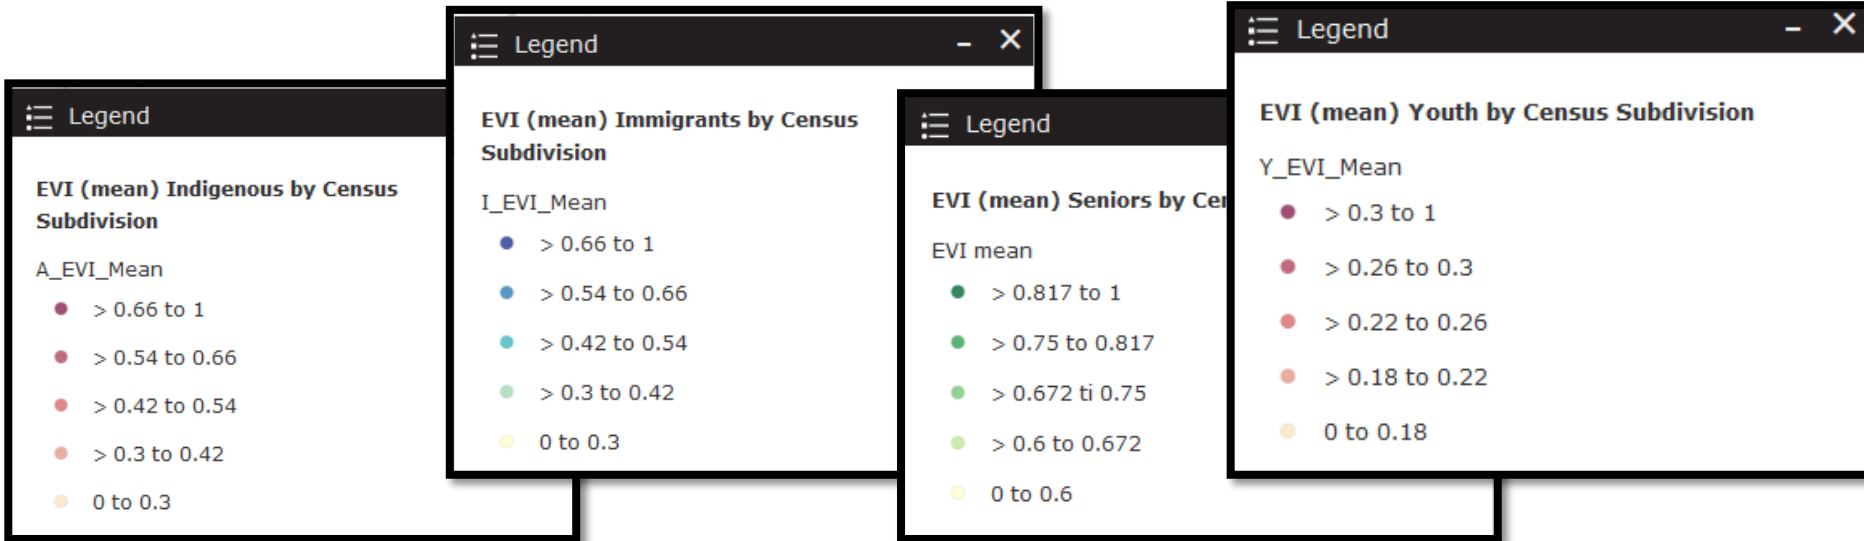 Legend
EVI (mean) Indigenous by Census
Subdivision
A_EVI_Mean
> 0.66 to 1
> 0.54 to 0.66
> 0.42 to 0.54
> 0.3 to 0.42
0 to 0.3
Legend
EVI (mean) Immigrants by Census
Subdivision
I_EVI_Mean
> 0.66 to 1
> 0.54 to 0.66
> 0.42 to 0.54
> 0.3 to 0.42
0 to 0.3
Legend
EVI (mean) Seniors by
EVI mean
> 0.817 to 1
> 0.75 to 0.817
> 0.672 ti 0.75
> 0.6 to 0.672
0 to 0.6
Legend
EVI (mean) Youth by Census Subdivision
Y_EVI_Mean
> 0.3 to 1
> 0.26 to 0.3
> 0.22 to 0.26
> 0.18 to 0.22
0 to 0.18